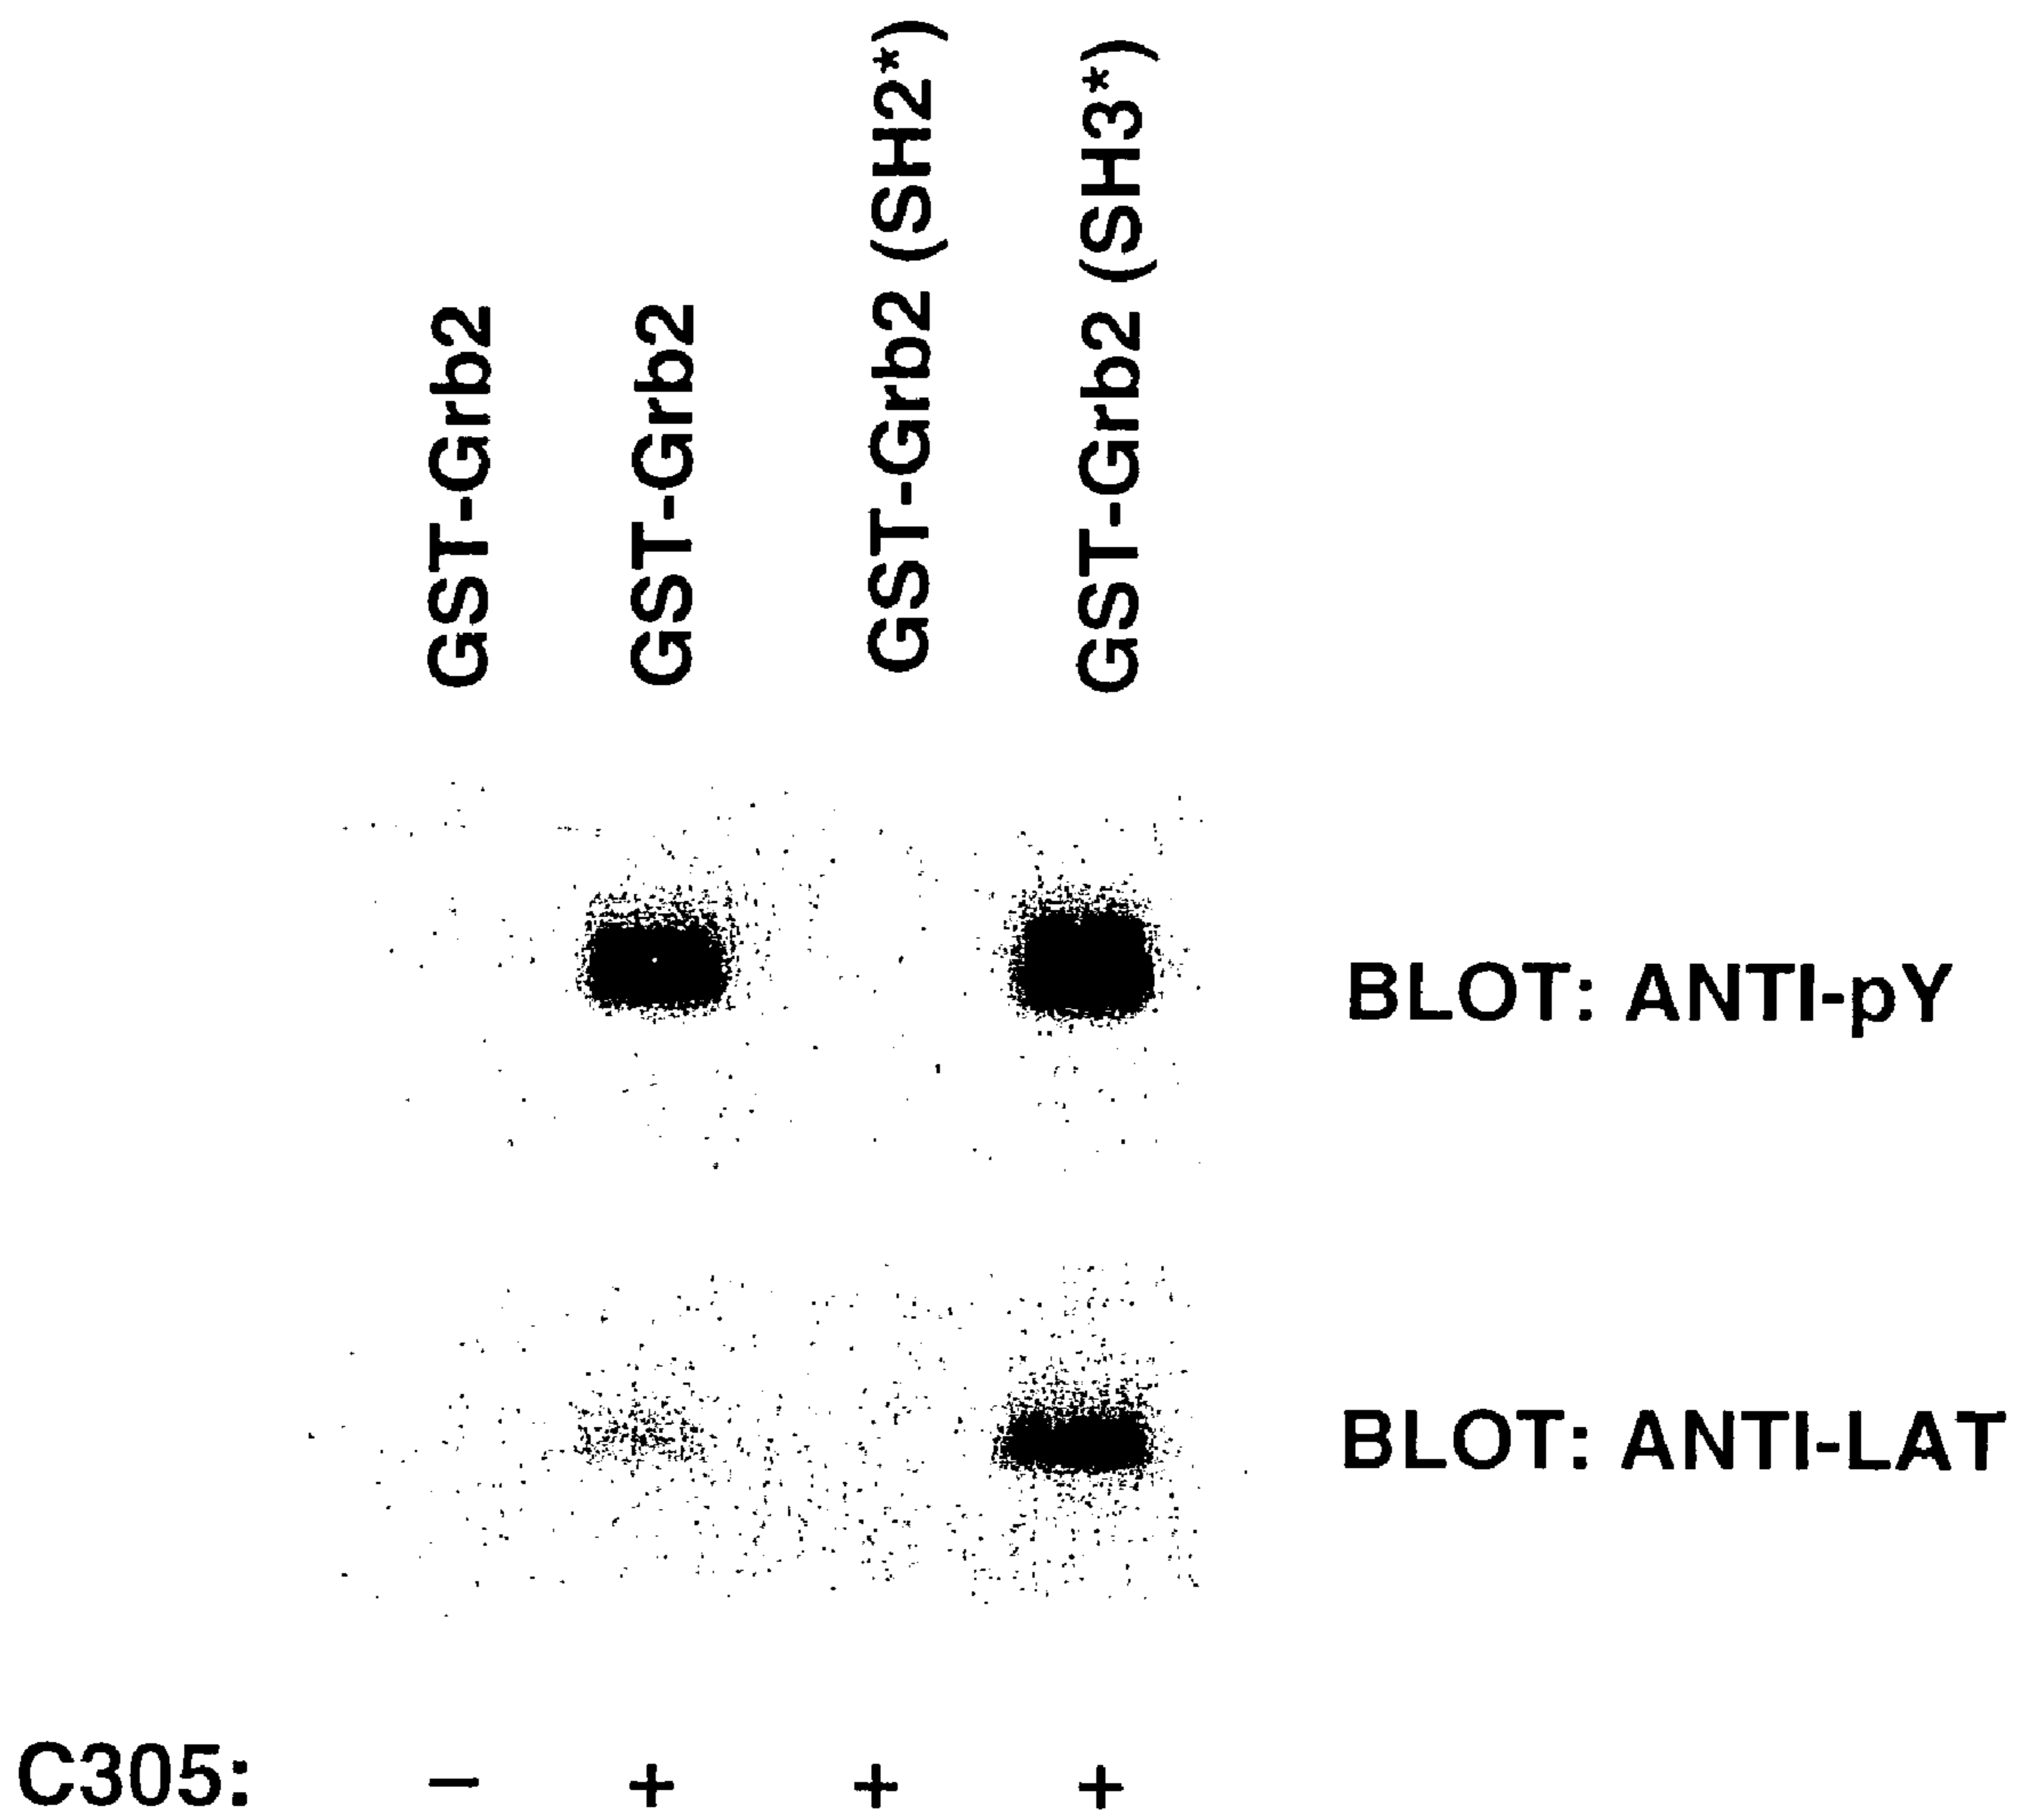 GST-Grb2
GST-Grb2
GST-Grb2 (SH2*)
GST-Grb2 (SH3*)
BLOT: ANTI-pY
BLOT: ANTI-LAT
C305: – + + +